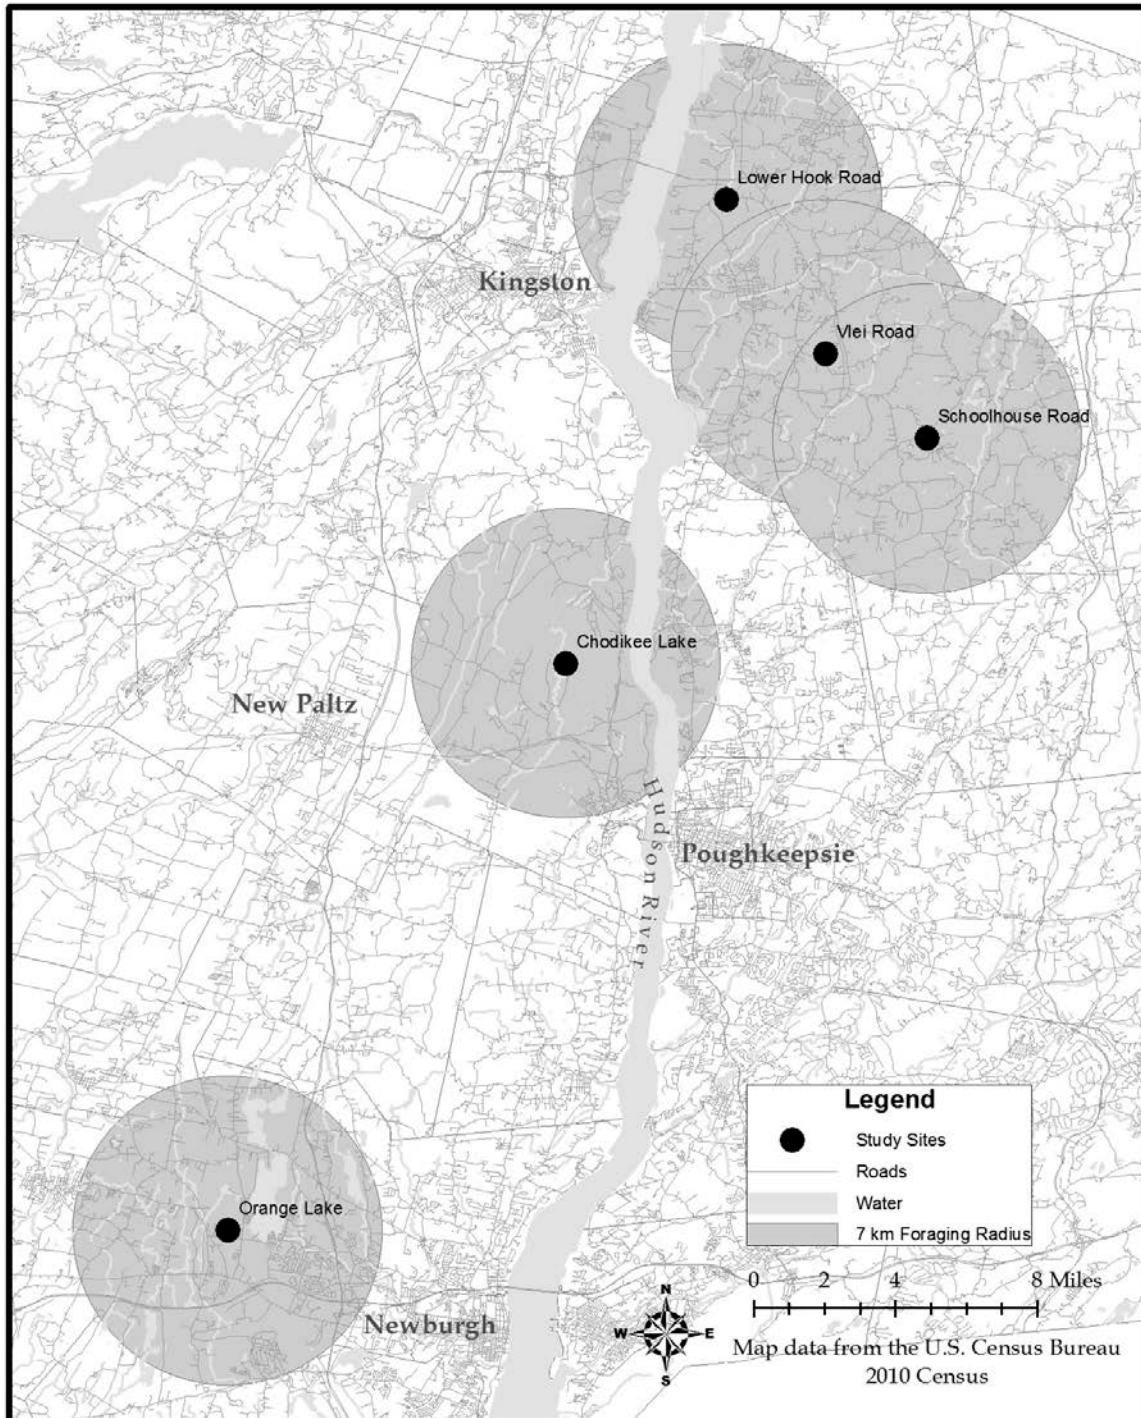 Lower Hook Road
Kingston
Vlei Road
Schoolhouse Road
Chodikee Lake
New Paltz
Hudson River
Poughkeepsie
Legend
Study Sites
Roads
Water
7 km Foraging Radius
Orange Lake
Newburgh
0 2 4 8 Miles
N
W E
S
Map data from the U.S. Census Bureau
2010 Census